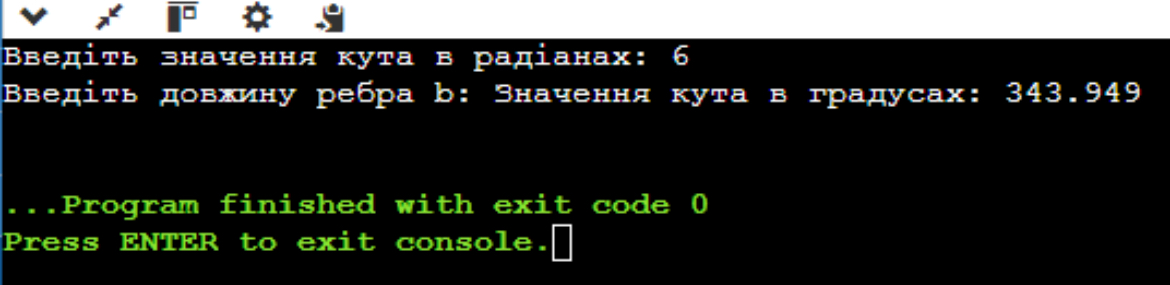 Введіть значення кута в радіанах: 6
Введіть довжину ребра b: Значення кута в градусах: 343.949
...Program finished with exit code 0
Press ENTER to exit console.